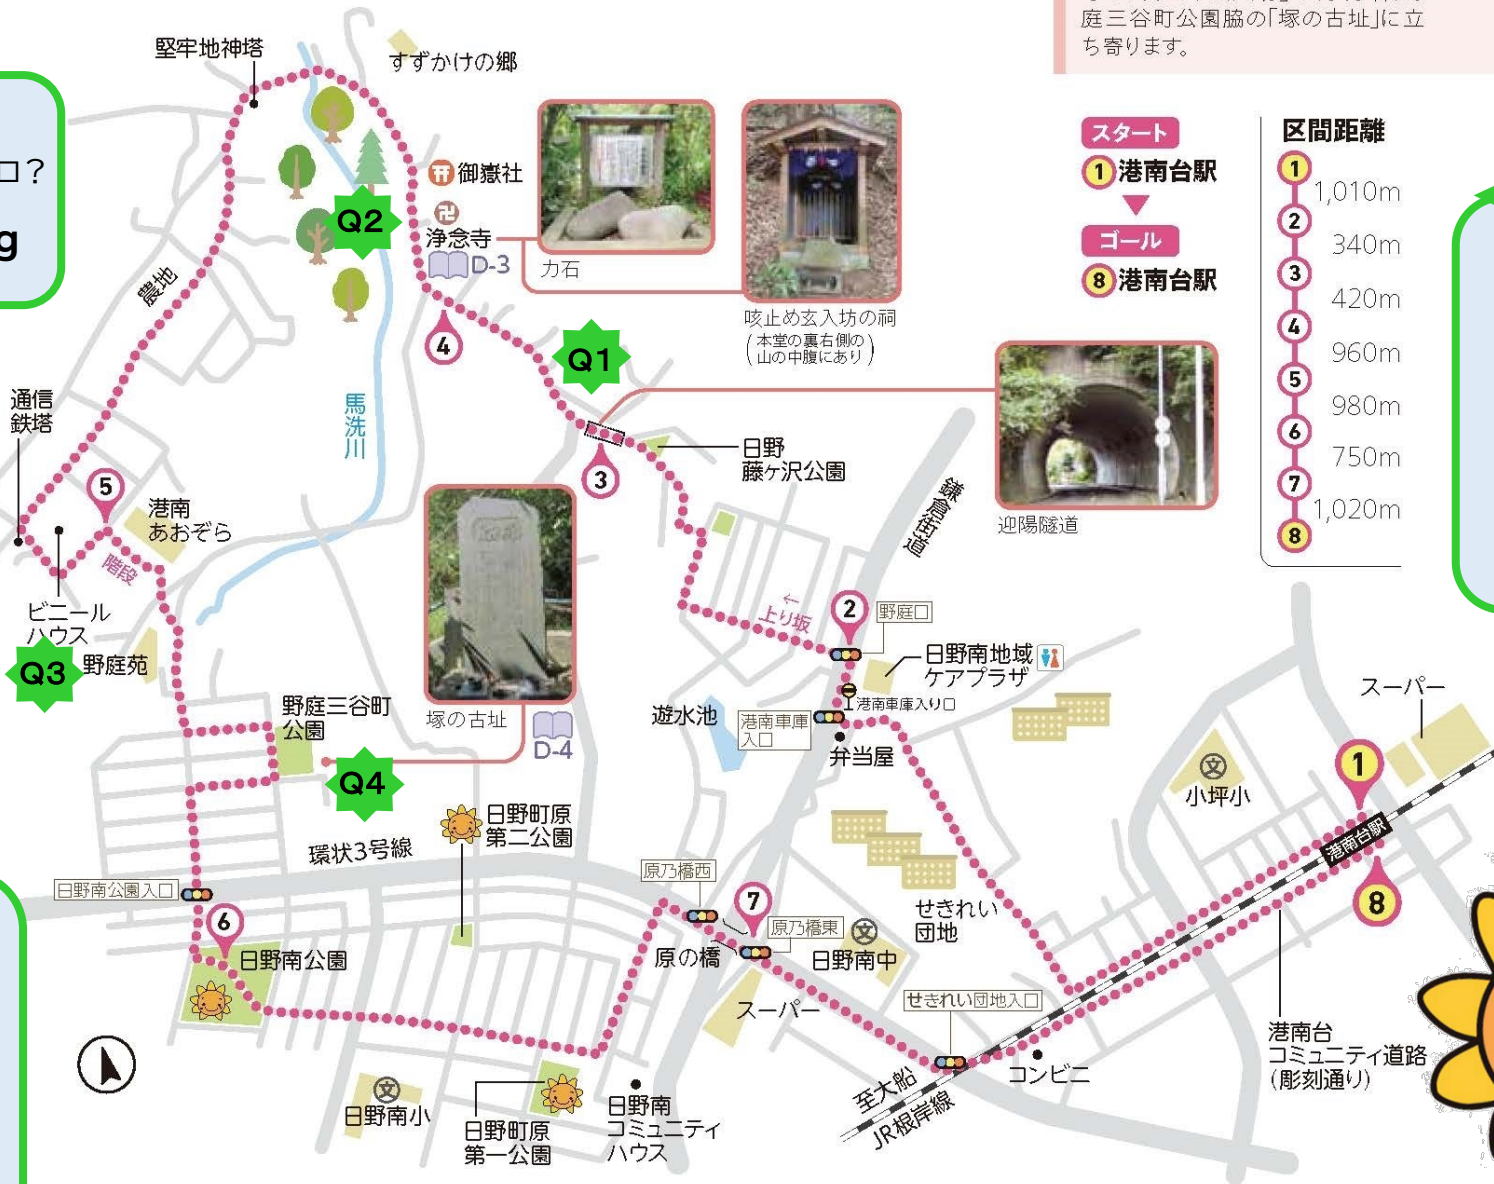 庭三谷町公園脇の「塚の古址」に立
ち寄ります。
堅牢地神塔
すずかけの郷
ロ？
g
スタート
1 港南台駅
ゴール
8 港南台駅
区間距離
1
1,010m
2
340m
3
420m
4
960m
5
980m
6
750m
7
1,020m
8
御嶽社
Q2
浄念寺
D-3
力石
咳止め玄入坊の祠
(本堂の裏右側の
山の中腹にあり)
農地
4
Q1
通信
鉄塔
馬洗川
日野
藤ヶ沢公園
3
鎌倉街道
迎陽隧道
5
港南
あおぞら
階段
ビニール
ハウス
Q3
野庭苑
←
上り坂
2
野庭口
日野南地域
ケアプラザ
港南車庫入り口
港南車庫
入口
弁当屋
遊水池
塚の古址
D-4
野庭三谷町
公園
Q4
スーパー
文
小坪小
1
港南台駅
8
日野町原
第二公園
環状3号線
原乃橋西
日野南公園入口
6
日野南公園
7
原乃橋東
原の橋
文
日野南中
せきれい
団地
スーパー
せきれい団地入口
コンビニ
港南台
コミュニティ道路
(彫刻通り)
至大船
JR根岸線
文
日野南小
日野町原
第一公園
日野南
コミュニティ
ハウス